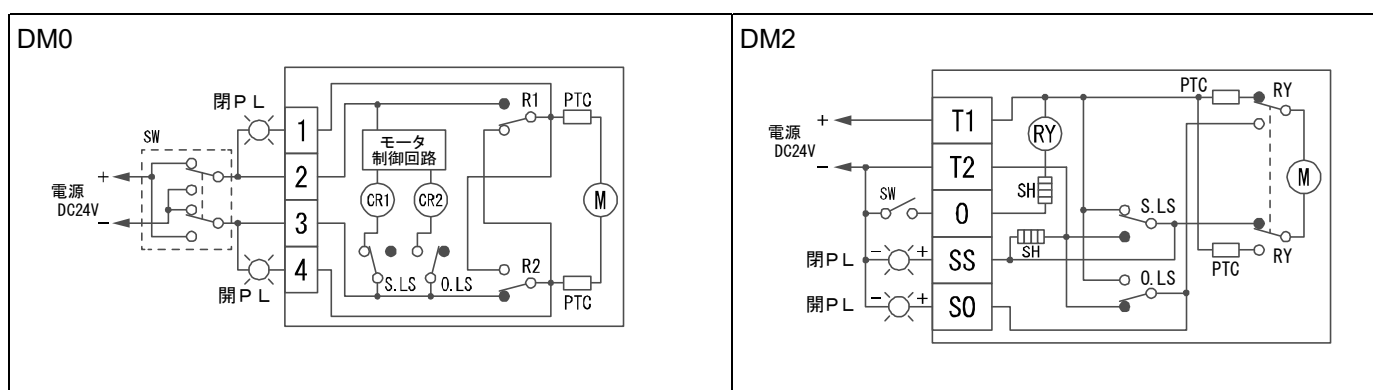 DM0
閉PL
SW
+
電源
DC24V
-
開PL
1
2
3
4
モータ
制御回路
CR1
CR2
S.LS
O.LS
R1
PTC
M
R2
PTC
DM2
+
電源
DC24V
-
SW
閉PL
- +
開PL
- +
T1
T2
O
SS
SO
RY
SH
SH
S.LS
O.LS
PTC
RY
M
PTC
RY